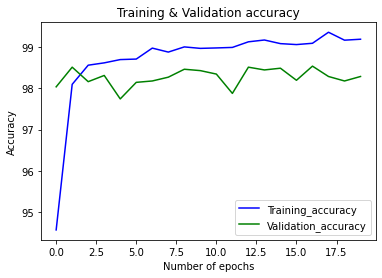 Training & Validation accuracy
Accuracy
99
98
97
96
95
0.0 2.5 5.0 7.5 10.0 12.5 15.0 17.5
Number of epochs
Training_accuracy
Validation_accuracy